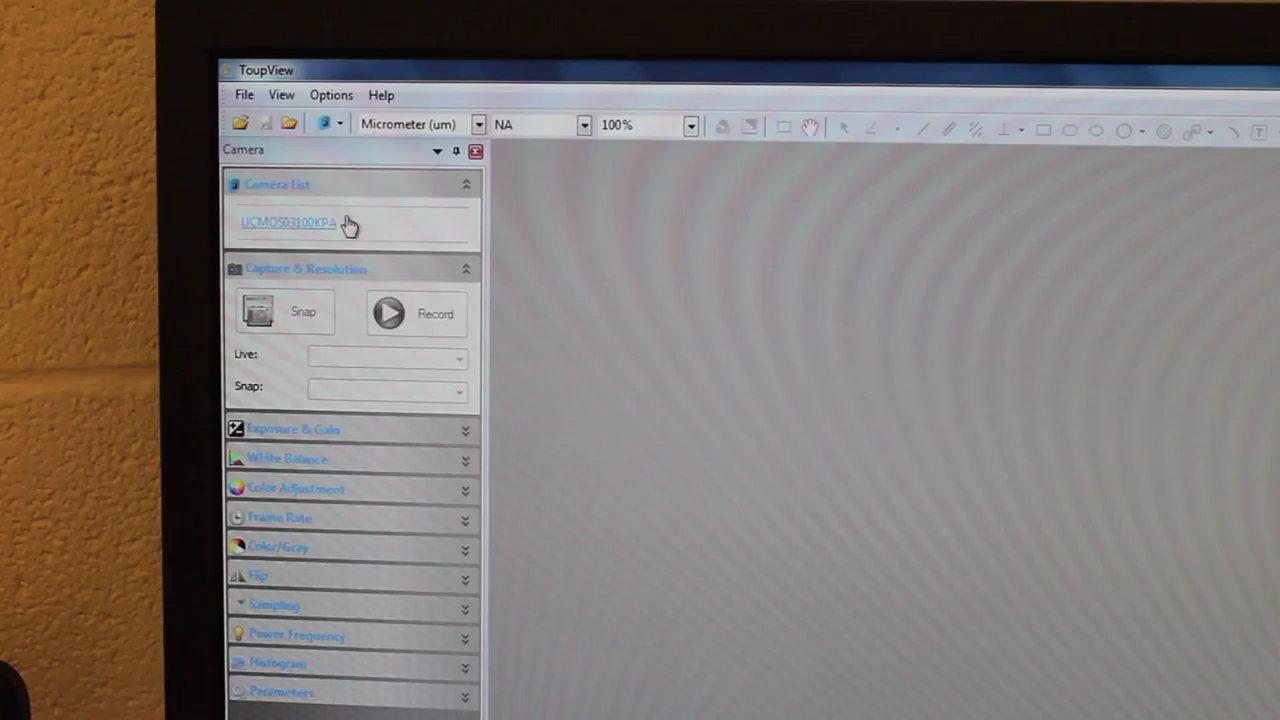 ToupView
File View Options Help
Micrometer (um) NA 100%
Camera
Camera List
UCMOS03100KPA
Capture & Resolution
Snap Record
Live:
Snap:
Exposure & Gain
White Balance
Color Adjustment
Frame Rate
Color/Gray
Flip
Sampling
Power Frequency
Histogram
Parameters